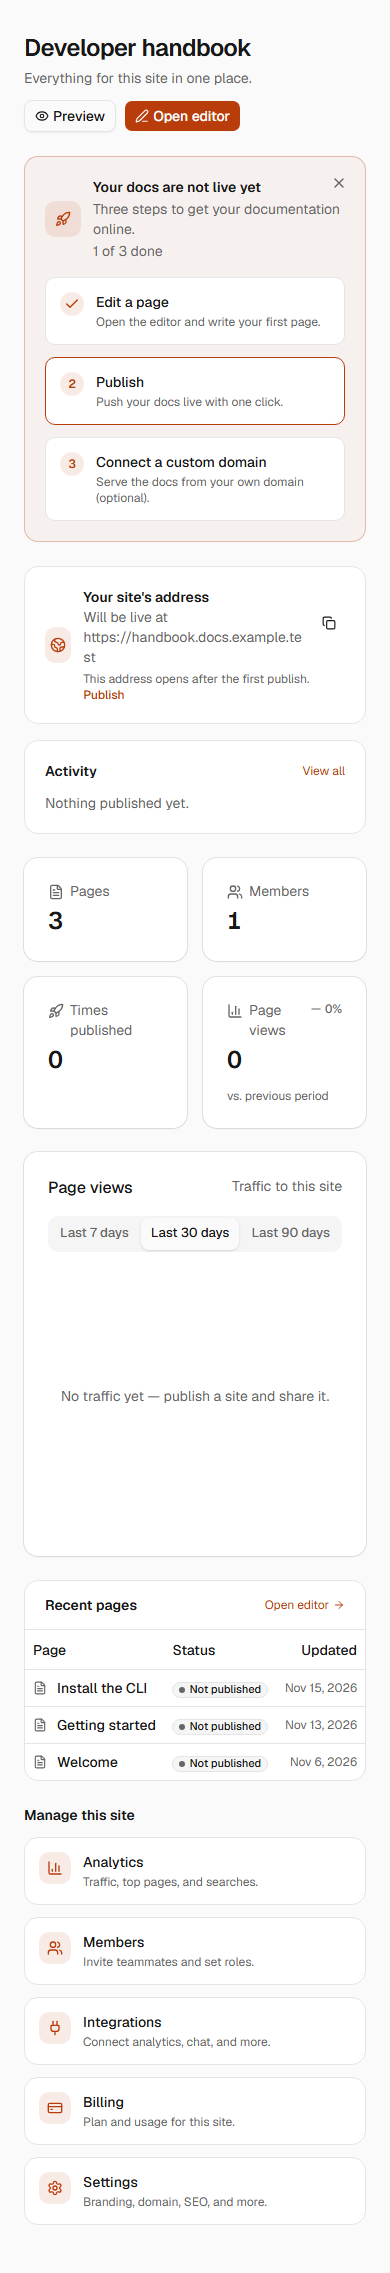 Developer handbook
Everything for this site in one place.
Preview
Open editor
Your docs are not live yet
Three steps to get your documentation
online.
1 of 3 done
Edit a page
Open the editor and write your first page.
2
Publish
Push your docs live with one click.
3
Connect a custom domain
Serve the docs from your own domain
(optional).
Your site's address
Will be live at
https://handbook.docs.example.te
st
This address opens after the first publish.
Publish
Activity
View all
Nothing published yet.
Pages
3
Members
1
Times
published
0
Page
views
— 0%
0
vs. previous period
Page views
Traffic to this site
Last 7 days
Last 30 days
Last 90 days
No traffic yet — publish a site and share it.
Recent pages
Open editor →
Page Status Updated
Install the CLI Not published Nov 15, 2026
Getting started Not published Nov 13, 2026
Welcome Not published Nov 6, 2026
Manage this site
Analytics
Traffic, top pages, and searches.
Members
Invite teammates and set roles.
Integrations
Connect analytics, chat, and more.
Billing
Plan and usage for this site.
Settings
Branding, domain, SEO, and more.